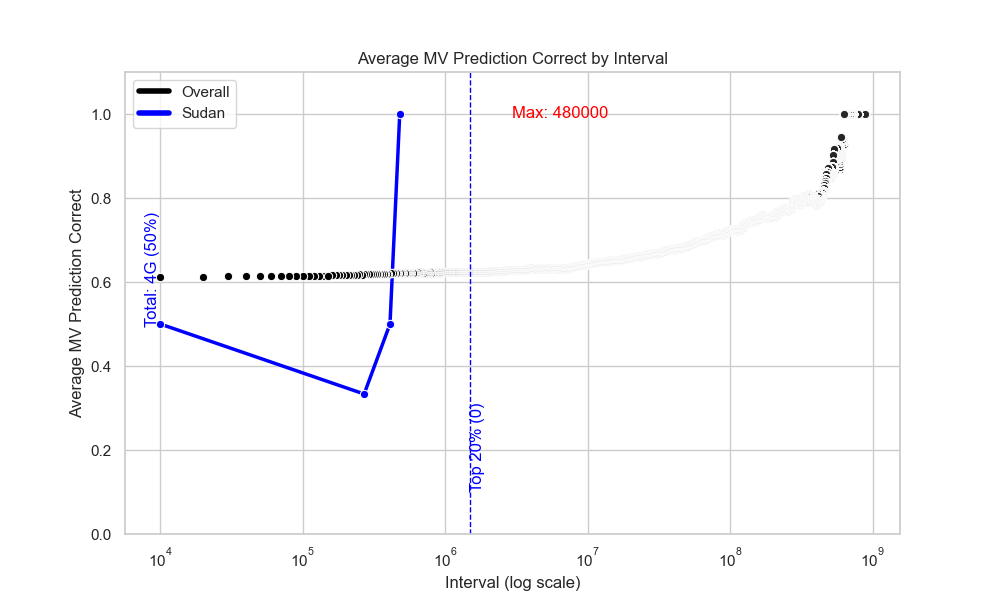 Average MV Prediction Correct by Interval
Overall
Sudan
Max: 480000
Total: 4G (50%)
Top 20% (0)
Average MV Prediction Correct
1.0
0.8
0.6
0.4
0.2
0.0
10^4
10^5
10^6
10^7
10^8
10^9
Interval (log scale)